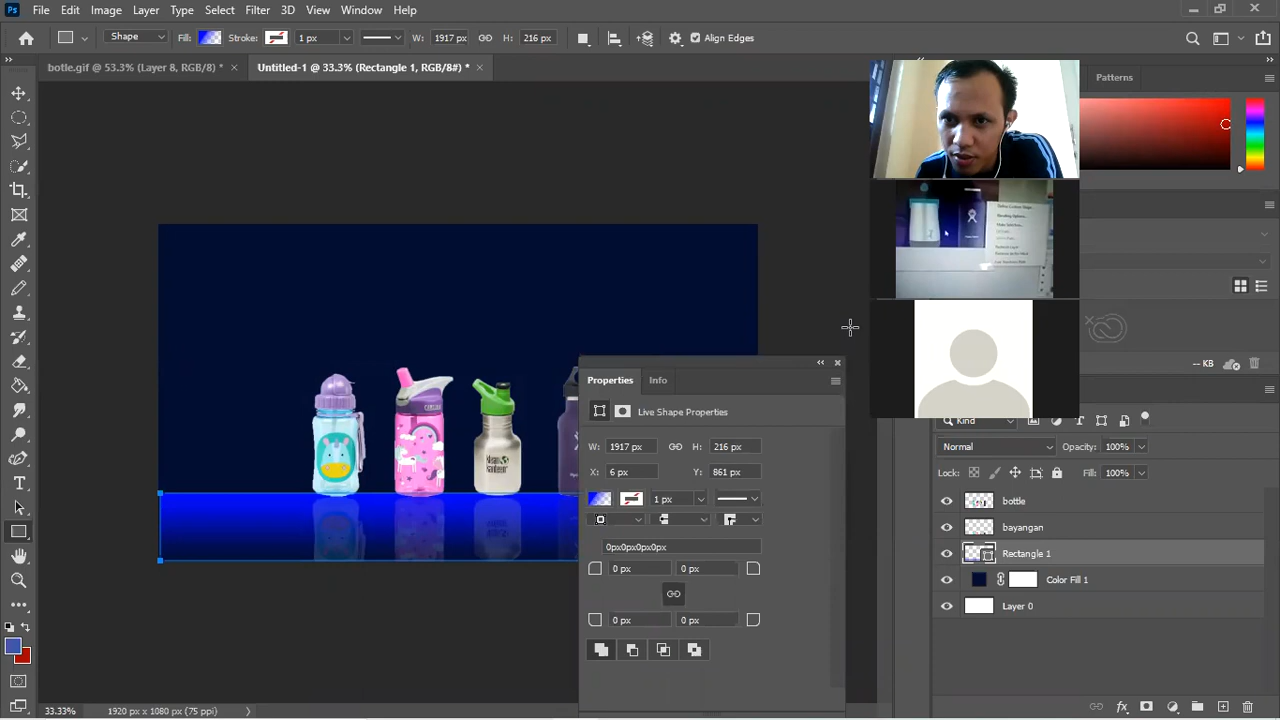 Ps File Edit Image Layer Type Select Filter 3D View Window Help
Shape Fill: Stroke: 1 px W: 1917 px H: 216 px Align Edges
botle.gif @ 53.3% (Layer 8, RGB/8) * × Untitled-1 @ 33.3% (Rectangle 1, RGB/8#) * ×
Patterns
Properties Info
Live Shape Properties
W: 1917 px H: 216 px
X: 6 px Y: 861 px
1 px
0px0px0px0px
0 px 0 px
0 px 0 px
-- KB
Kind
Normal Opacity: 100%
Lock: Fill: 100%
bottle
bayangan
Rectangle 1
Color Fill 1
Layer 0
33.33% 1920 px x 1080 px (75 ppi)